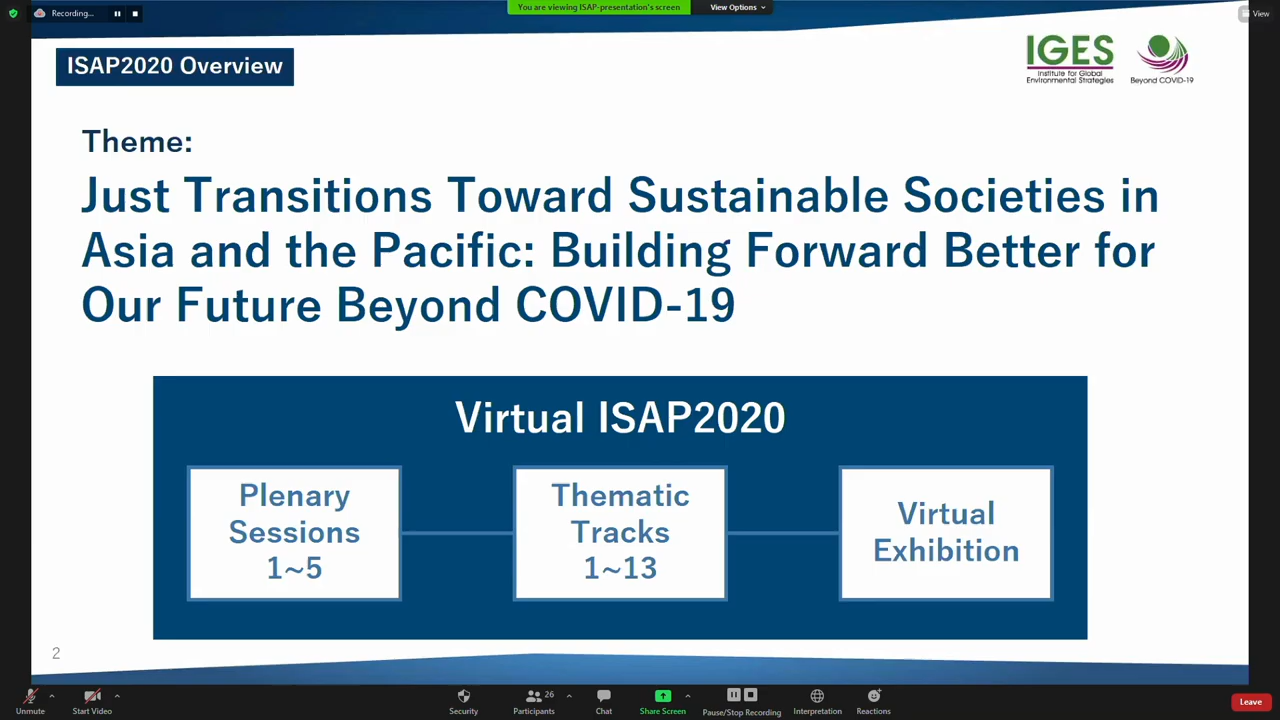 Recording...
You are viewing ISAP-presentation's screen
View Options
View
ISAP2020 Overview
IGES
Institute for Global
Environmental Strategies
Beyond COVID-19
Theme:
Just Transitions Toward Sustainable Societies in
Asia and the Pacific: Building Forward Better for
Our Future Beyond COVID-19
Virtual ISAP2020
Plenary
Sessions
1~5
Thematic
Tracks
1~13
Virtual
Exhibition
2
Unmute
Start Video
Security
26
Participants
Chat
Share Screen
Pause/Stop Recording
Interpretation
Reactions
Leave